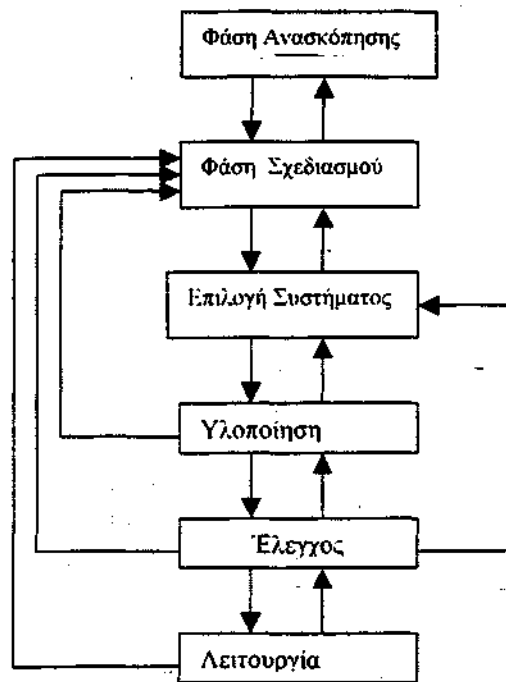 Φάση Ανασκόπησης
Φάση Σχεδιασμού
Επιλογή Συστήματος
Υλοποίηση
Έλεγχος
Λειτουργία